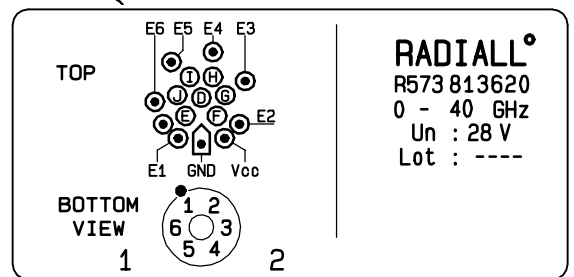 E6 E5 E4 E3
TOP
I H
J D G
E F
E2
E1 GND Vcc
BOTTOM
VIEW
1 2
6 3
5 4
1 2
RADIALL°
R573 813620
0 - 40 GHz
Un : 28 V
Lot : ----